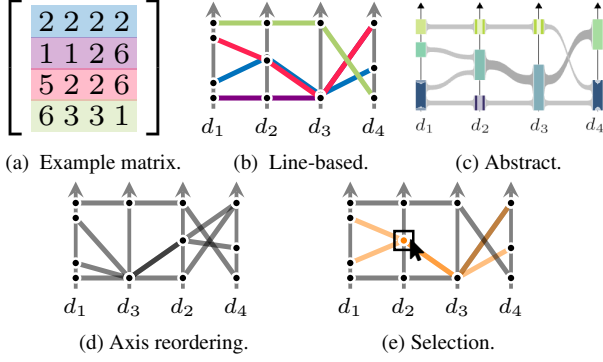 2 2 2 2
1 1 2 6
5 2 2 6
6 3 3 1
d1 d2 d3 d4
d1 d2 d3 d4
(a) Example matrix. (b) Line-based. (c) Abstract.
d1 d3 d2 d4
d1 d2 d3 d4
(d) Axis reordering. (e) Selection.